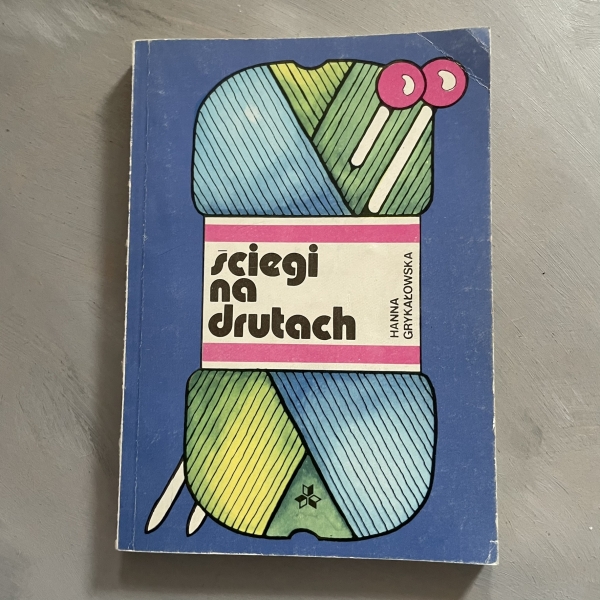 ściegi
na
drutach
HANNA
GRYKAŁOWSKA